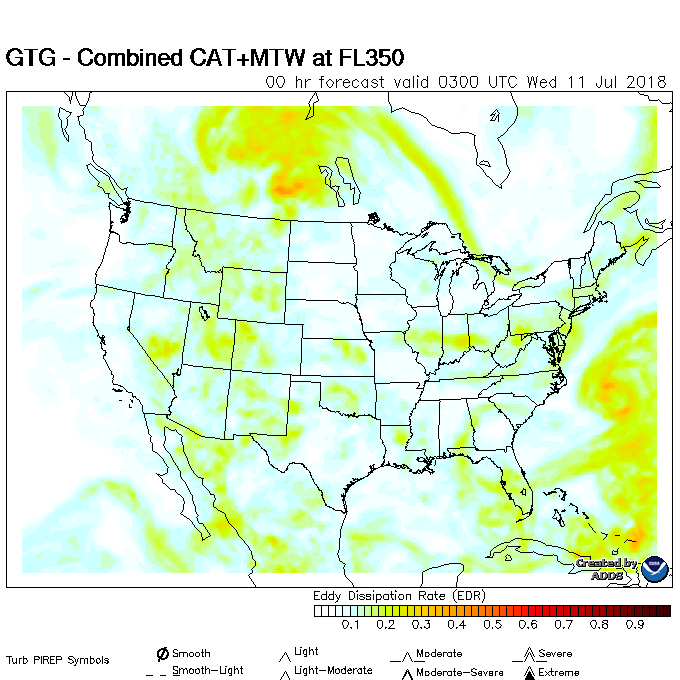 GTG - Combined CAT+MTW at FL350
00 hr forecast valid 0300 UTC Wed 11 Jul 2018
Created by
ADDS
Eddy Dissipation Rate (EDR)
0.1 0.2 0.3 0.4 0.5 0.6 0.7 0.8 0.9
Turb PIREP Symbols
Smooth Light Moderate Severe
Smooth-Light Light-Moderate Moderate-Severe Extreme